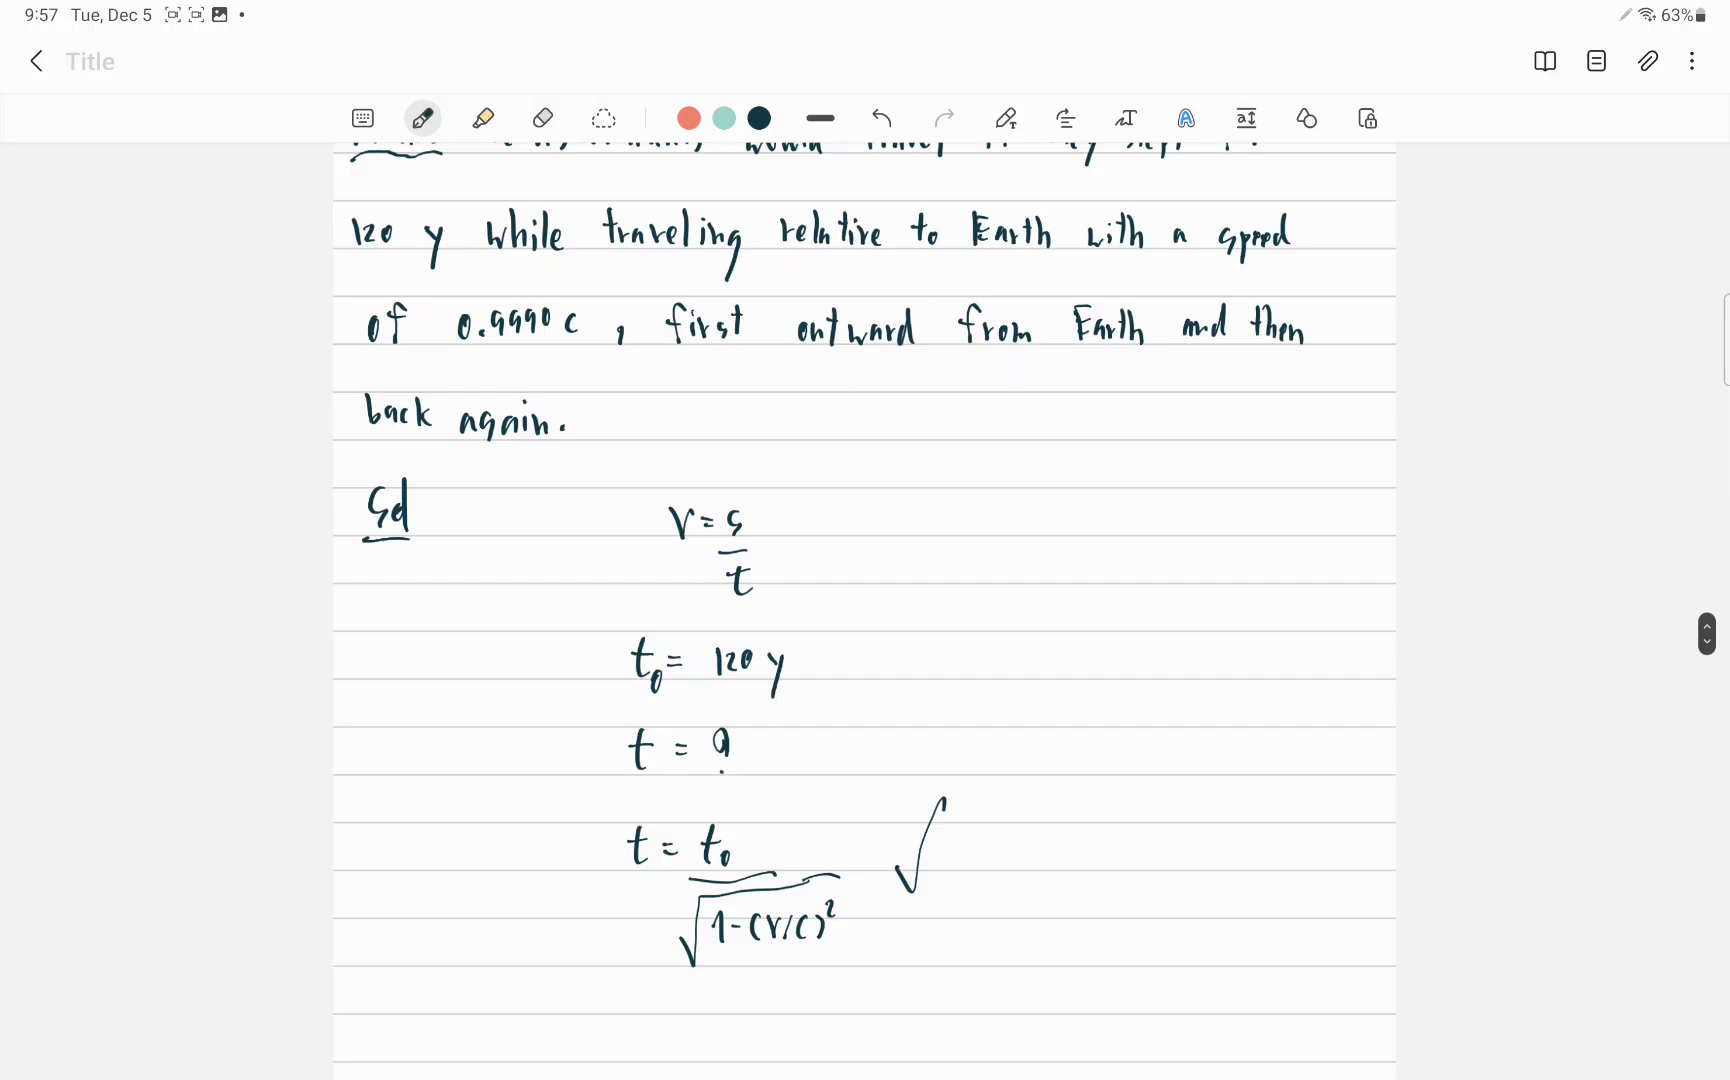 9:57 Tue, Dec 5
63%
Title
would
120 y while traveling relative to Earth with a speed
of 0.9990 c , first outward from Earth and then
back again.
Sol
V = s/t
t₀ = 120 y
t = ?
t = t₀/√1-(V/C)² √